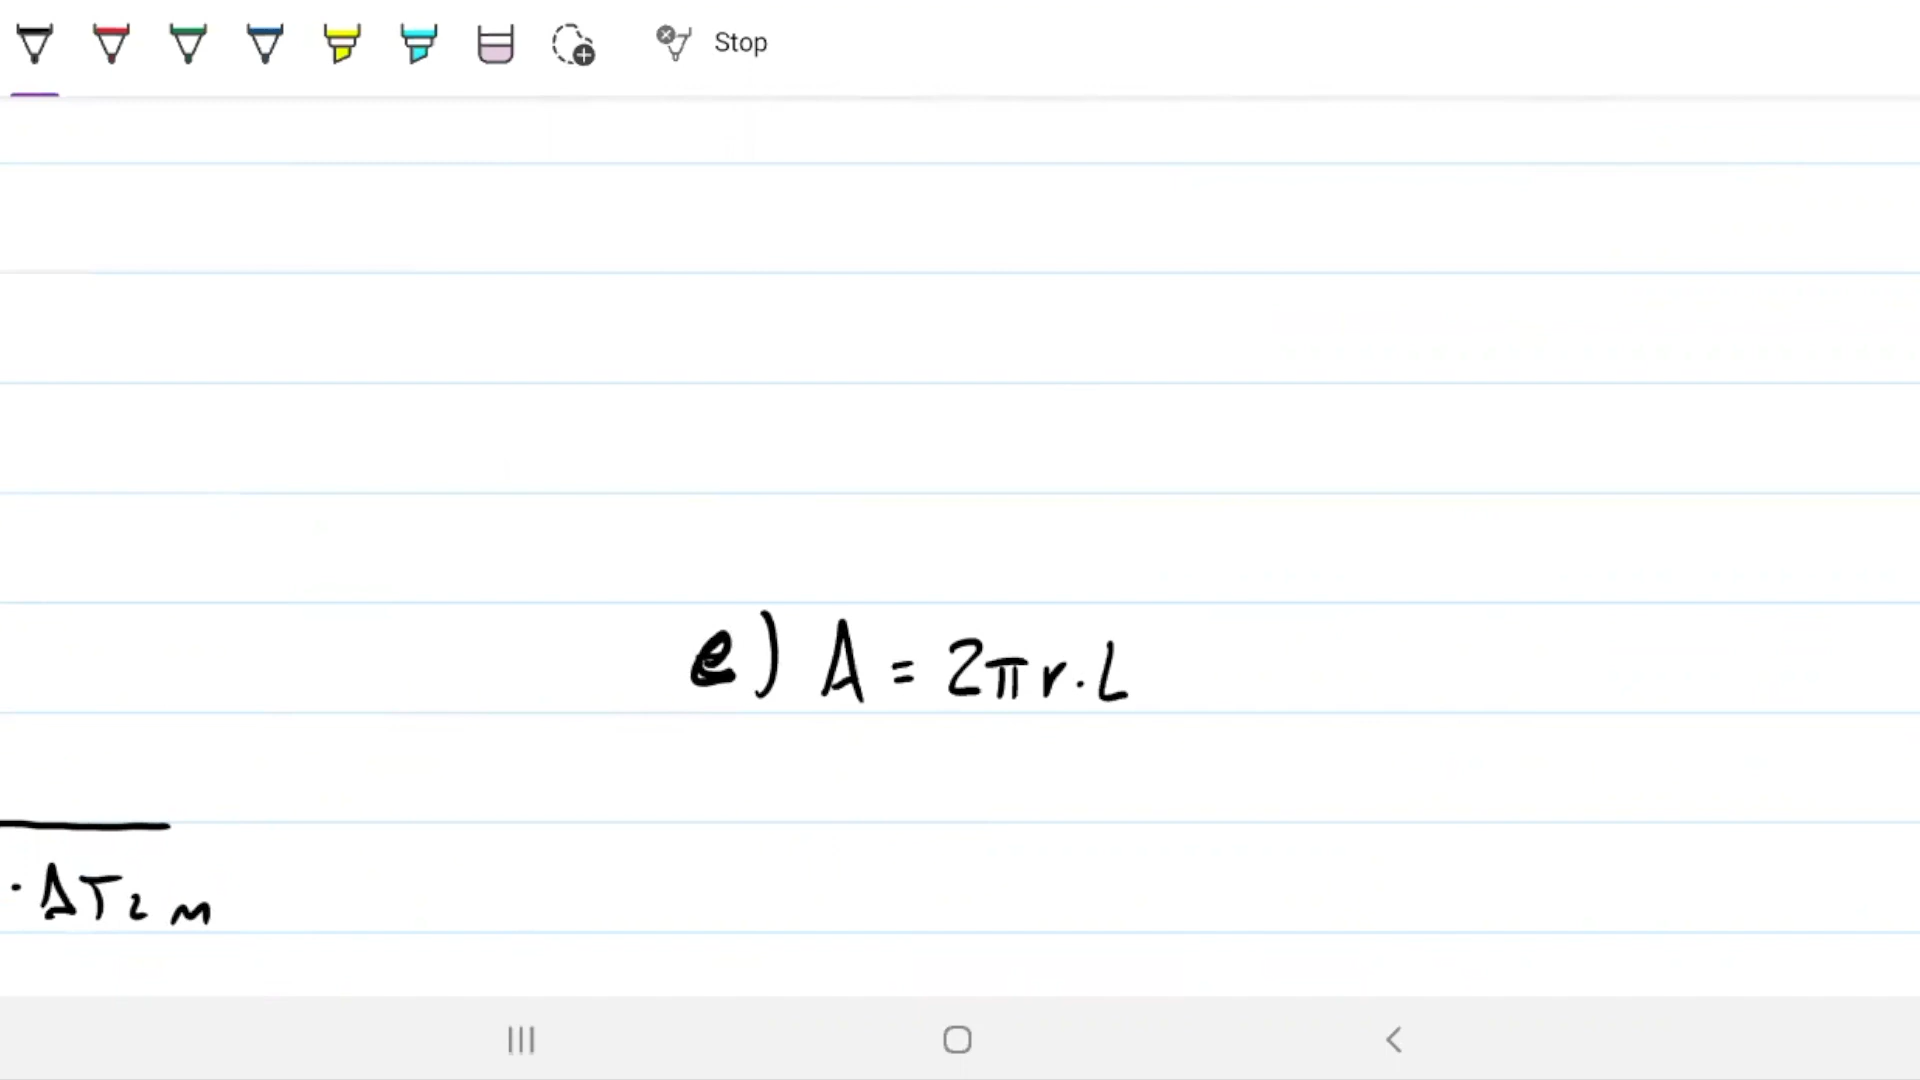 Stop
e) A = 2πr·L
· ΔT₂ m